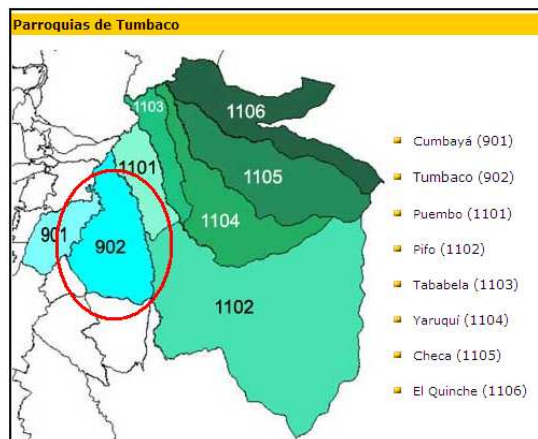 Parroquias de Tumbaco
1106
1103
1101
1105
1104
901
902
1102
Cumbayá (901)
Tumbaco (902)
Puembo (1101)
Pifo (1102)
Tababela (1103)
Yaruquí (1104)
Checa (1105)
El Quinche (1106)